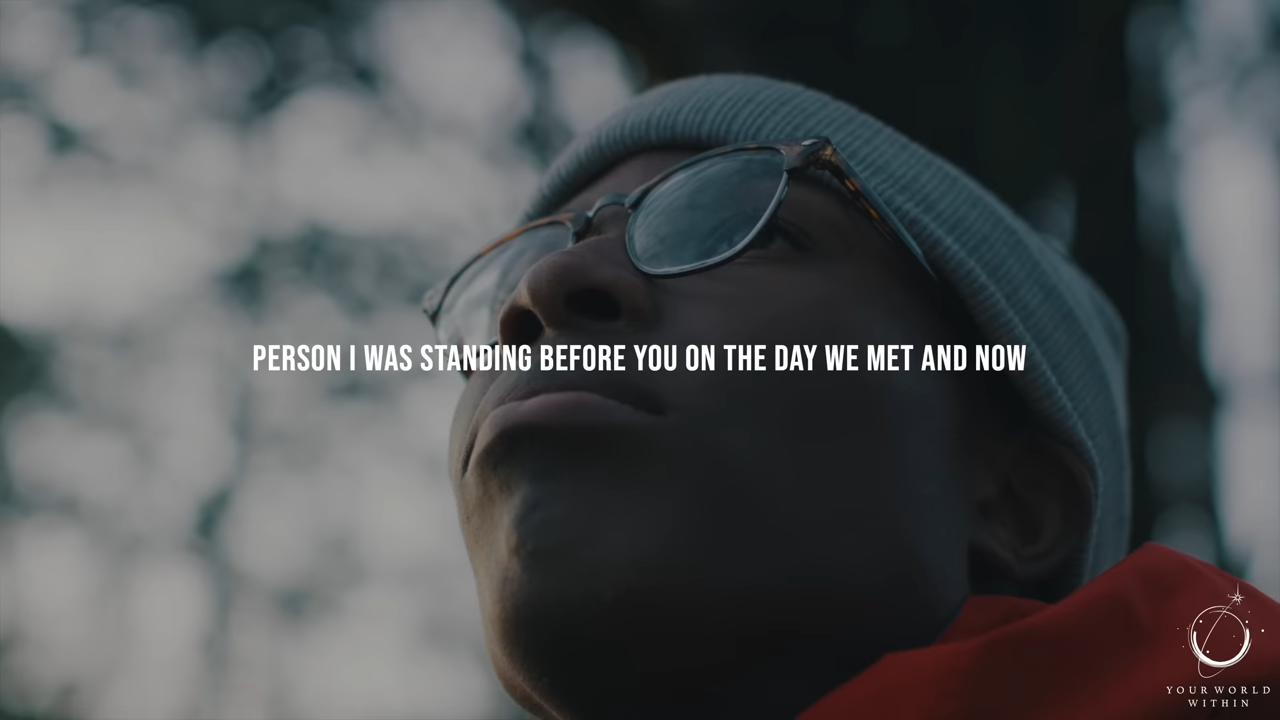 PERSON I WAS STANDING BEFORE YOU ON THE DAY WE MET AND NOW
YOUR WORLD
WITHIN